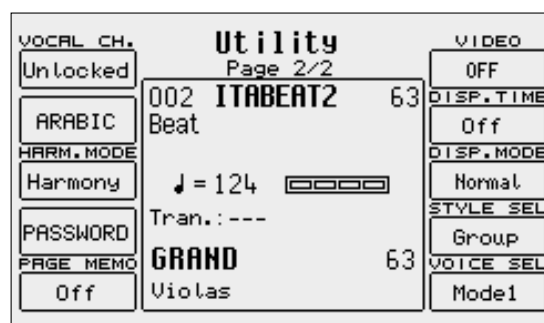 Utility
Page 2/2
VOCAL CH.
Unlocked
ARABIC
HARM.MODE
Harmony
PASSWORD
PAGE MEMO
Off
002 ITABEAT2 63
Beat
♩=124
Tran.:---
GRAND 63
Violas
VIDEO
OFF
DISP.TIME
Off
DISP.MODE
Normal
STYLE SEL
Group
VOICE SEL
Mode1